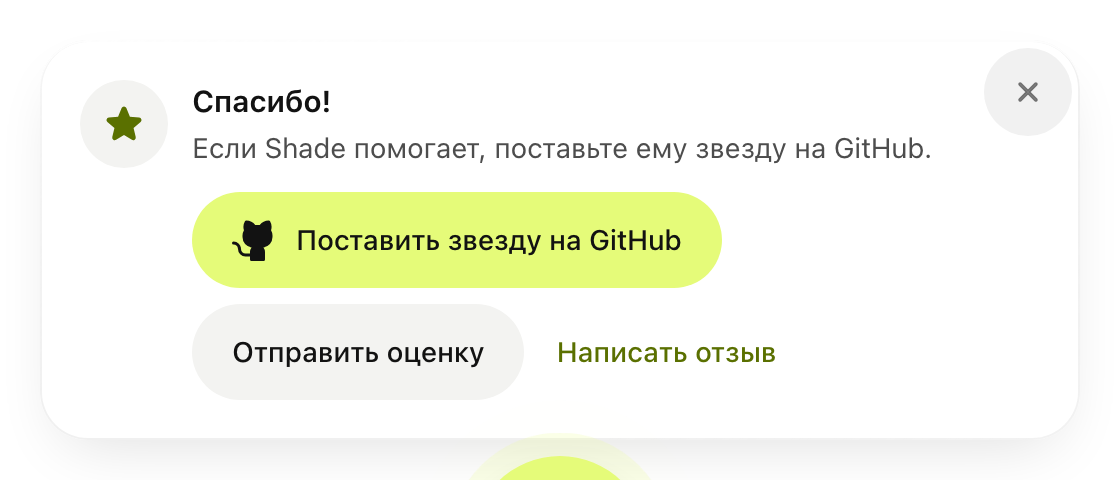 Спасибо!
Если Shade помогает, поставьте ему звезду на GitHub.
Поставить звезду на GitHub
Отправить оценку
Написать отзыв